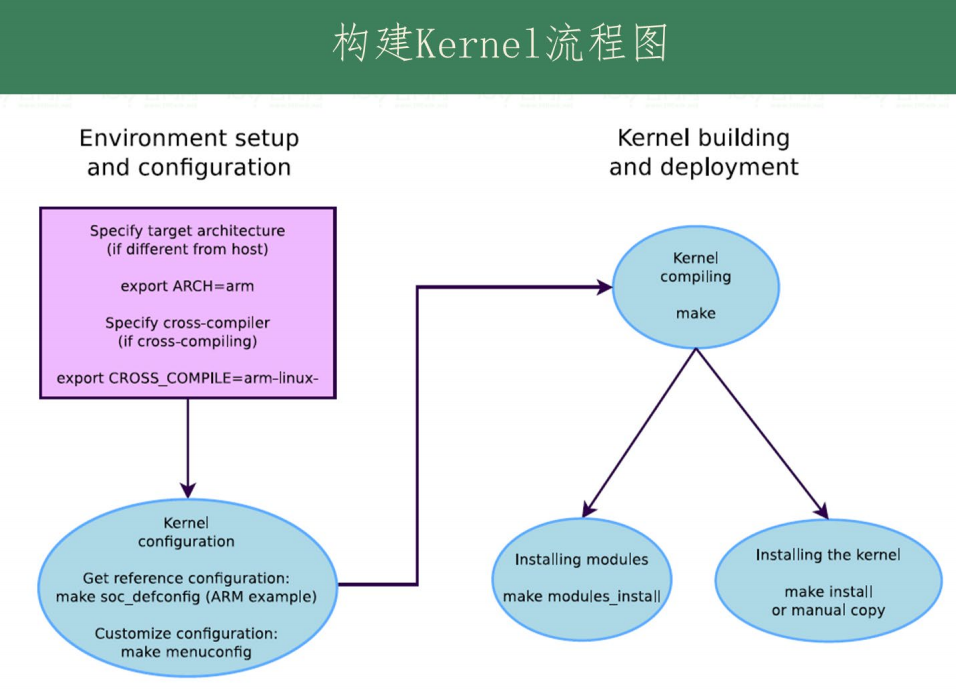 构建Kernel流程图
Environment setup
and configuration
Specify target architecture
(if different from host)
export ARCH=arm
Specify cross-compiler
(if cross-compiling)
export CROSS_COMPILE=arm-linux-
Kernel
configuration
Get reference configuration:
make soc_defconfig (ARM example)
Customize configuration:
make menuconfig
Kernel building
and deployment
Kernel
compiling
make
Installing modules
make modules_install
Installing the kernel
make install
or manual copy